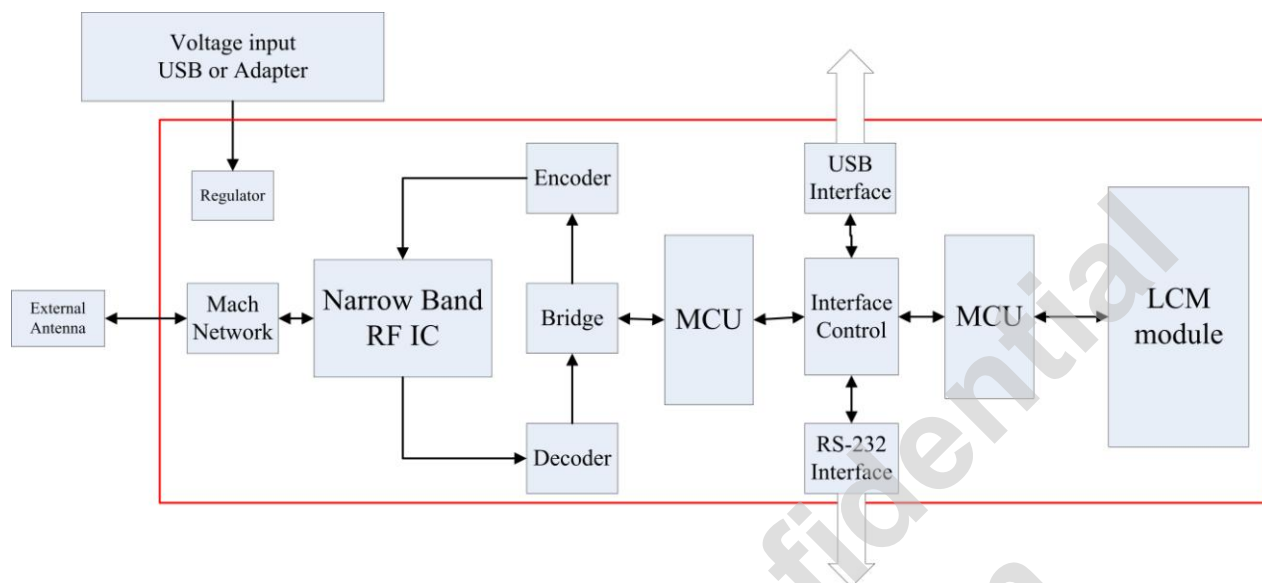 Voltage input
USB or Adapter
Regulator
Encoder
USB
Interface
External
Antenna
Mach
Network
Narrow Band
RF IC
Bridge
MCU
Interface
Control
MCU
LCM
module
Decoder
RS-232
Interface
fidential